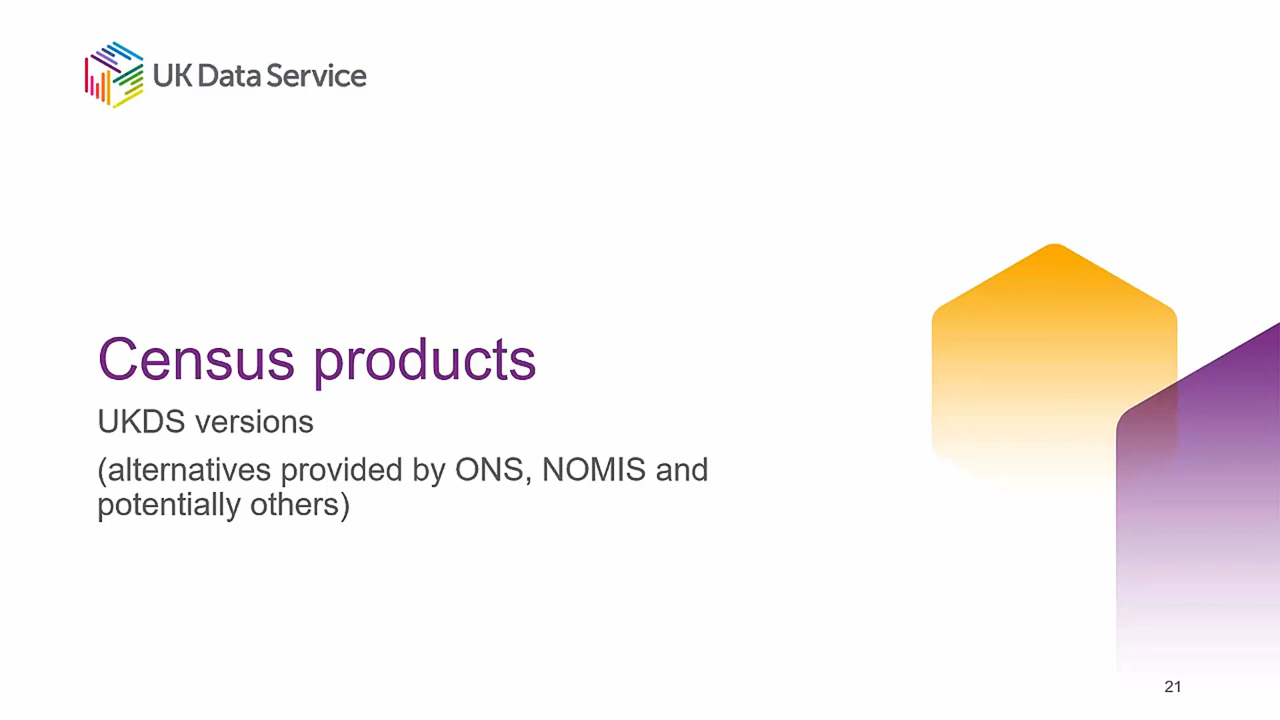 UK Data Service
Census products
UKDS versions
(alternatives provided by ONS, NOMIS and
potentially others)
21